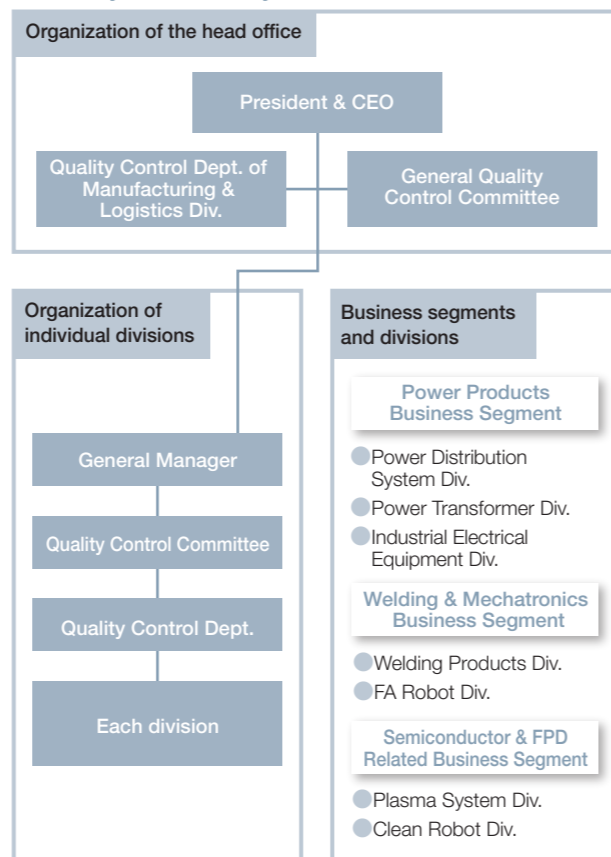 Organization of the head office
President & CEO
Quality Control Dept. of
Manufacturing &
Logistics Div.
General Quality
Control Committee
Organization of
individual divisions
General Manager
Quality Control Committee
Quality Control Dept.
Each division
Business segments
and divisions
Power Products
Business Segment
Power Distribution
System Div.
Power Transformer Div.
Industrial Electrical
Equipment Div.
Welding & Mechatronics
Business Segment
Welding Products Div.
FA Robot Div.
Semiconductor & FPD
Related Business Segment
Plasma System Div.
Clean Robot Div.